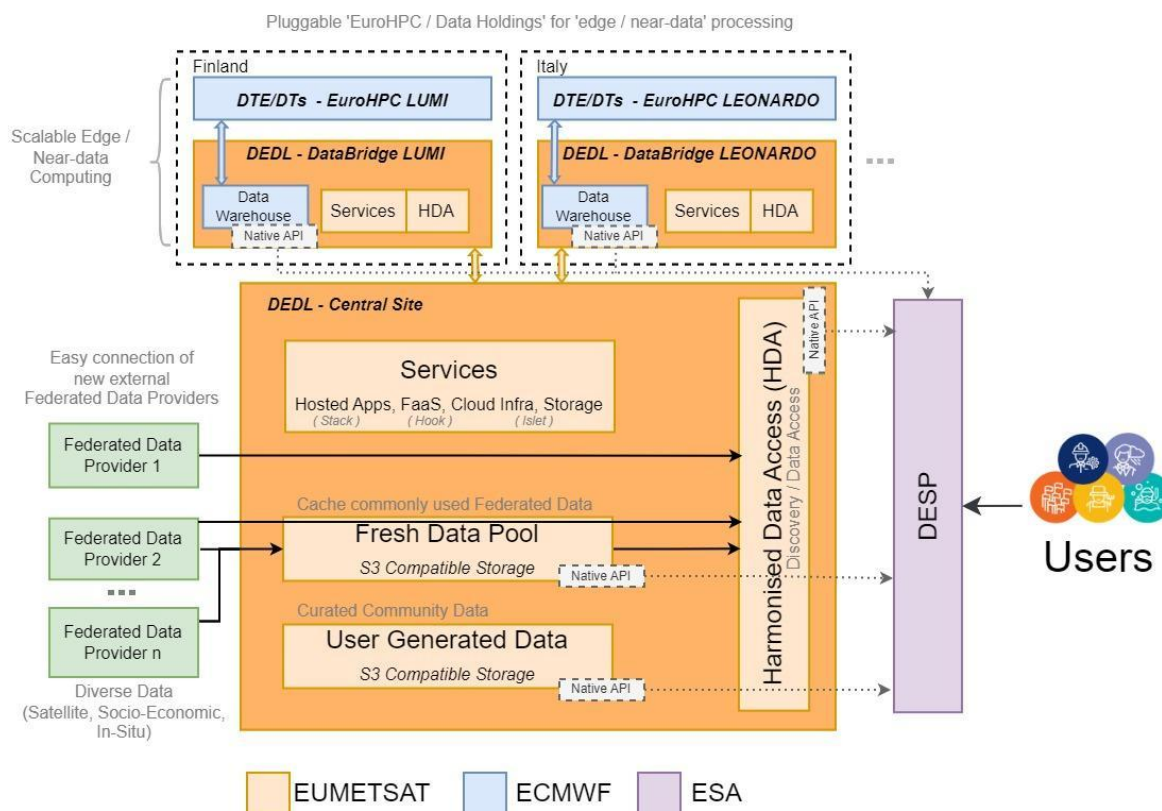 Pluggable 'EuroHPC / Data Holdings' for 'edge / near-data' processing
Finland
DTE/DTs - EuroHPC LUMI
DEDL - DataBridge LUMI
Data
Warehouse
Native API
Services
HDA
Italy
DTE/DTs - EuroHPC LEONARDO
DEDL - DataBridge LEONARDO
Data
Warehouse
Native API
Services
HDA
Scalable Edge /
Near-data
Computing
DEDL - Central Site
Services
Hosted Apps, FaaS, Cloud Infra, Storage
( Stack )
( Hook )
( Islet )
Easy connection of
new external
Federated Data Providers
Federated Data
Provider 1
Federated Data
Provider 2
Federated Data
Provider n
Diverse Data
(Satellite, Socio-Economic,
In-Situ)
Cache commonly used Federated Data
Fresh Data Pool
S3 Compatible Storage
Native API
Curated Community Data
User Generated Data
S3 Compatible Storage
Native API
Harmonised Data Access (HDA)
Discovery / Data Access
Native API
DESP
Users
EUMETSAT
ECMWF
ESA